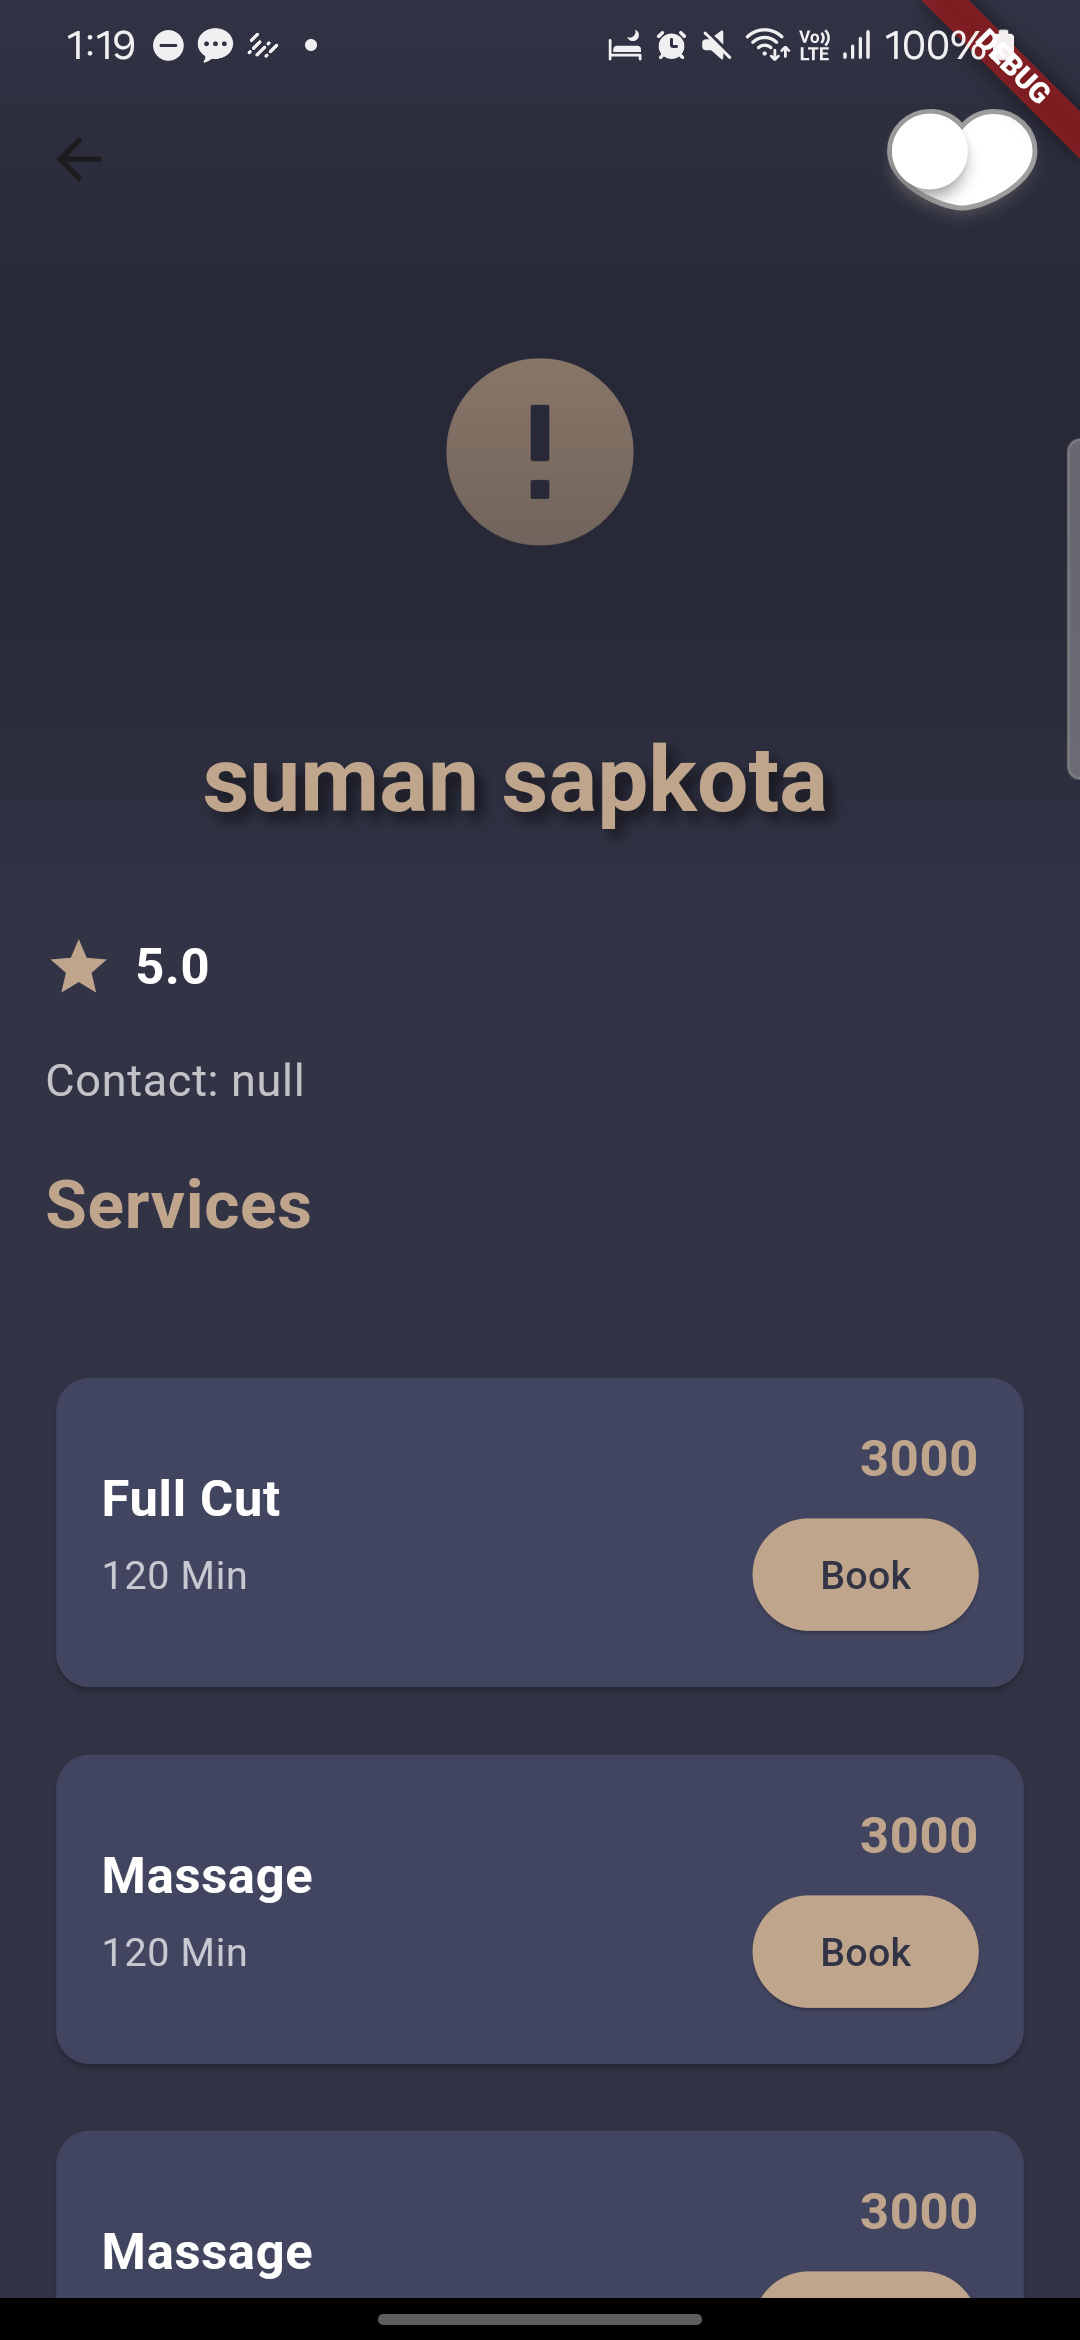 1:19
Vo))
LTE
100%
DEBUG
suman sapkota
5.0
Contact: null
Services
3000
Full Cut
120 Min
Book
3000
Massage
120 Min
Book
3000
Massage